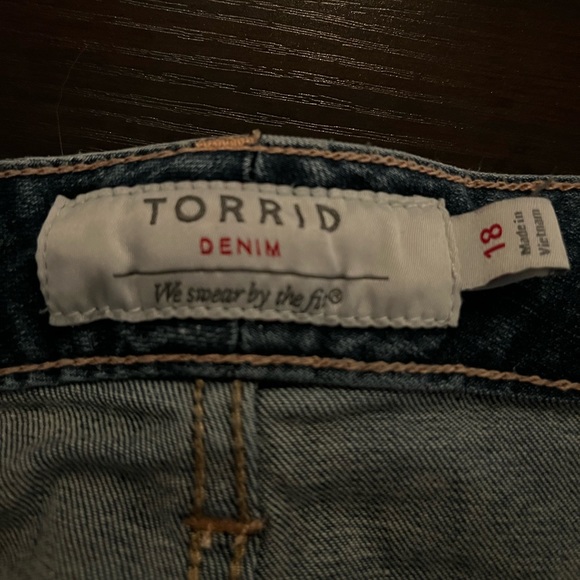 TORRID
DENIM
We swear by the fit®
18
Made in
Vietnam